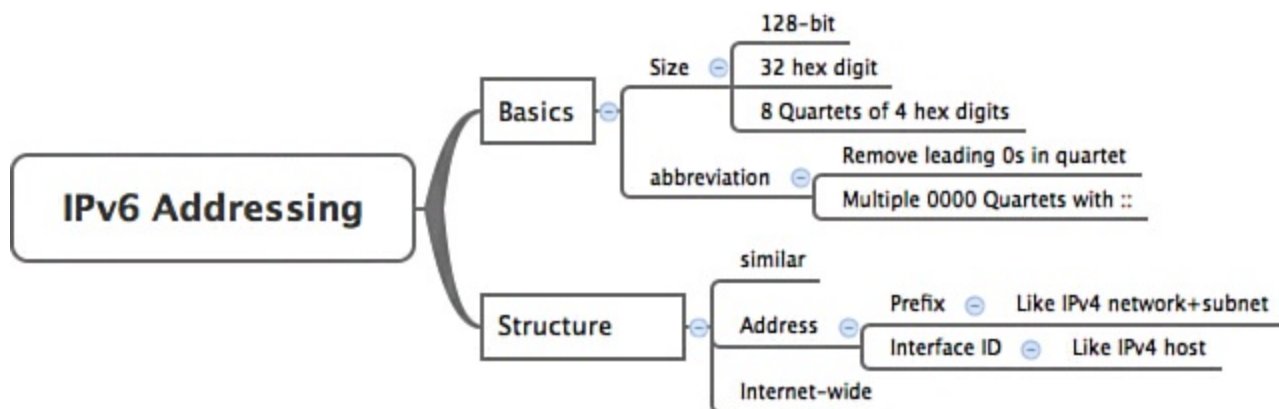 IPv6 Addressing
Basics
Size
128-bit
32 hex digit
8 Quartets of 4 hex digits
abbreviation
Remove leading 0s in quartet
Multiple 0000 Quartets with ::
Structure
similar
Address
Prefix
Like IPv4 network+subnet
Interface ID
Like IPv4 host
Internet-wide